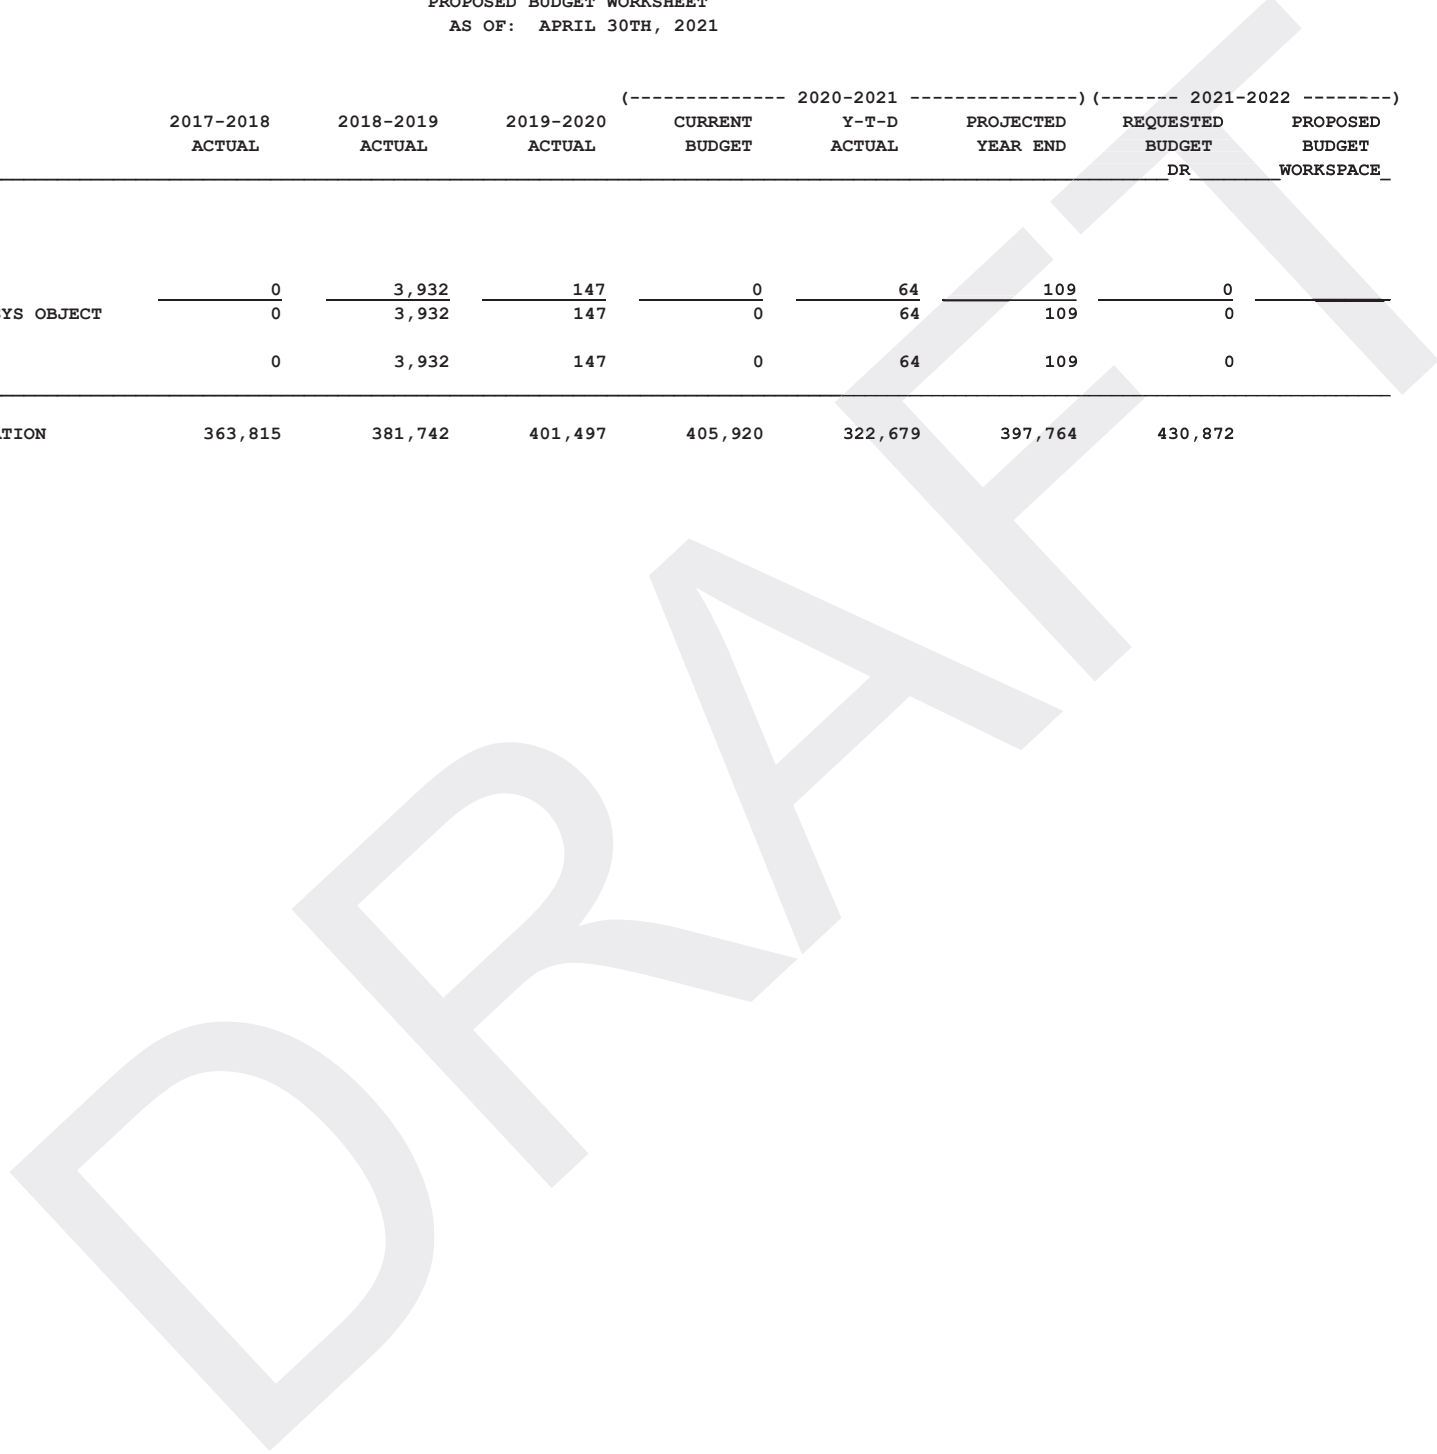 PROPOSED BUDGET WORKSHEET
AS OF: APRIL 30TH, 2021
(-------------- 2020-2021 ---------------)(------- 2021-2022 --------)
2017-2018 2018-2019 2019-2020 CURRENT Y-T-D PROJECTED REQUESTED PROPOSED
ACTUAL ACTUAL ACTUAL BUDGET ACTUAL YEAR END BUDGET BUDGET
DR WORKSPACE
0 3,932 147 0 64 109 0
YS OBJECT 0 3,932 147 0 64 109 0
0 3,932 147 0 64 109 0
ATION 363,815 381,742 401,497 405,920 322,679 397,764 430,872
DRAFT